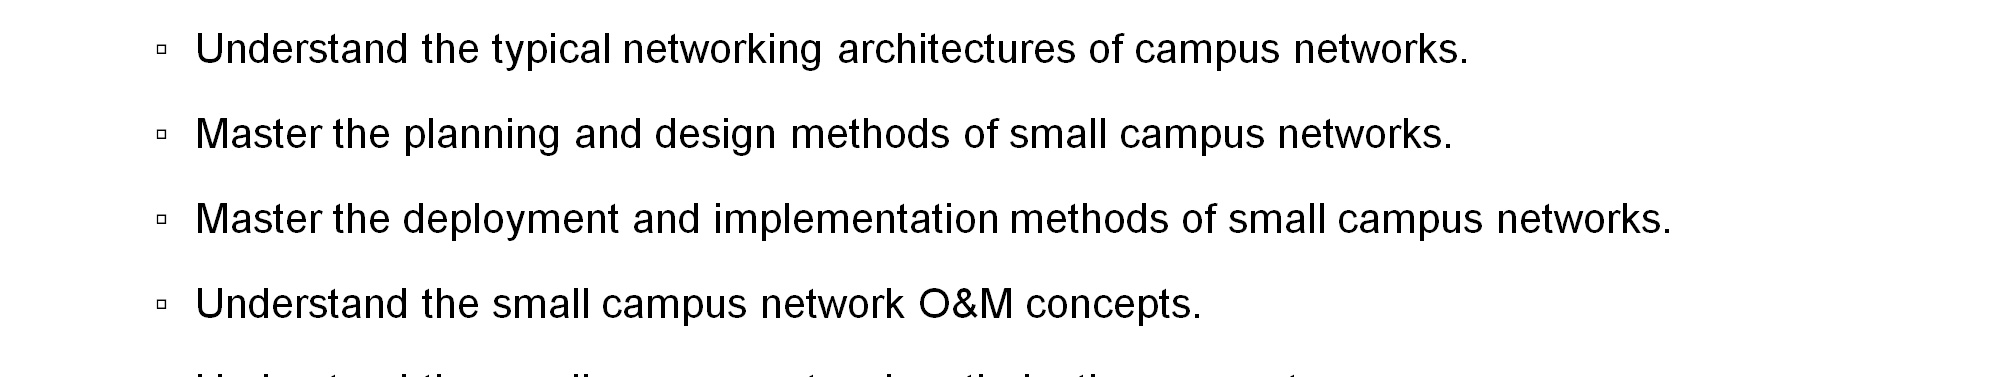 ▫ Understand the typical networking architectures of campus networks.
▫ Master the planning and design methods of small campus networks.
▫ Master the deployment and implementation methods of small campus networks.
▫ Understand the small campus network O&M concepts.